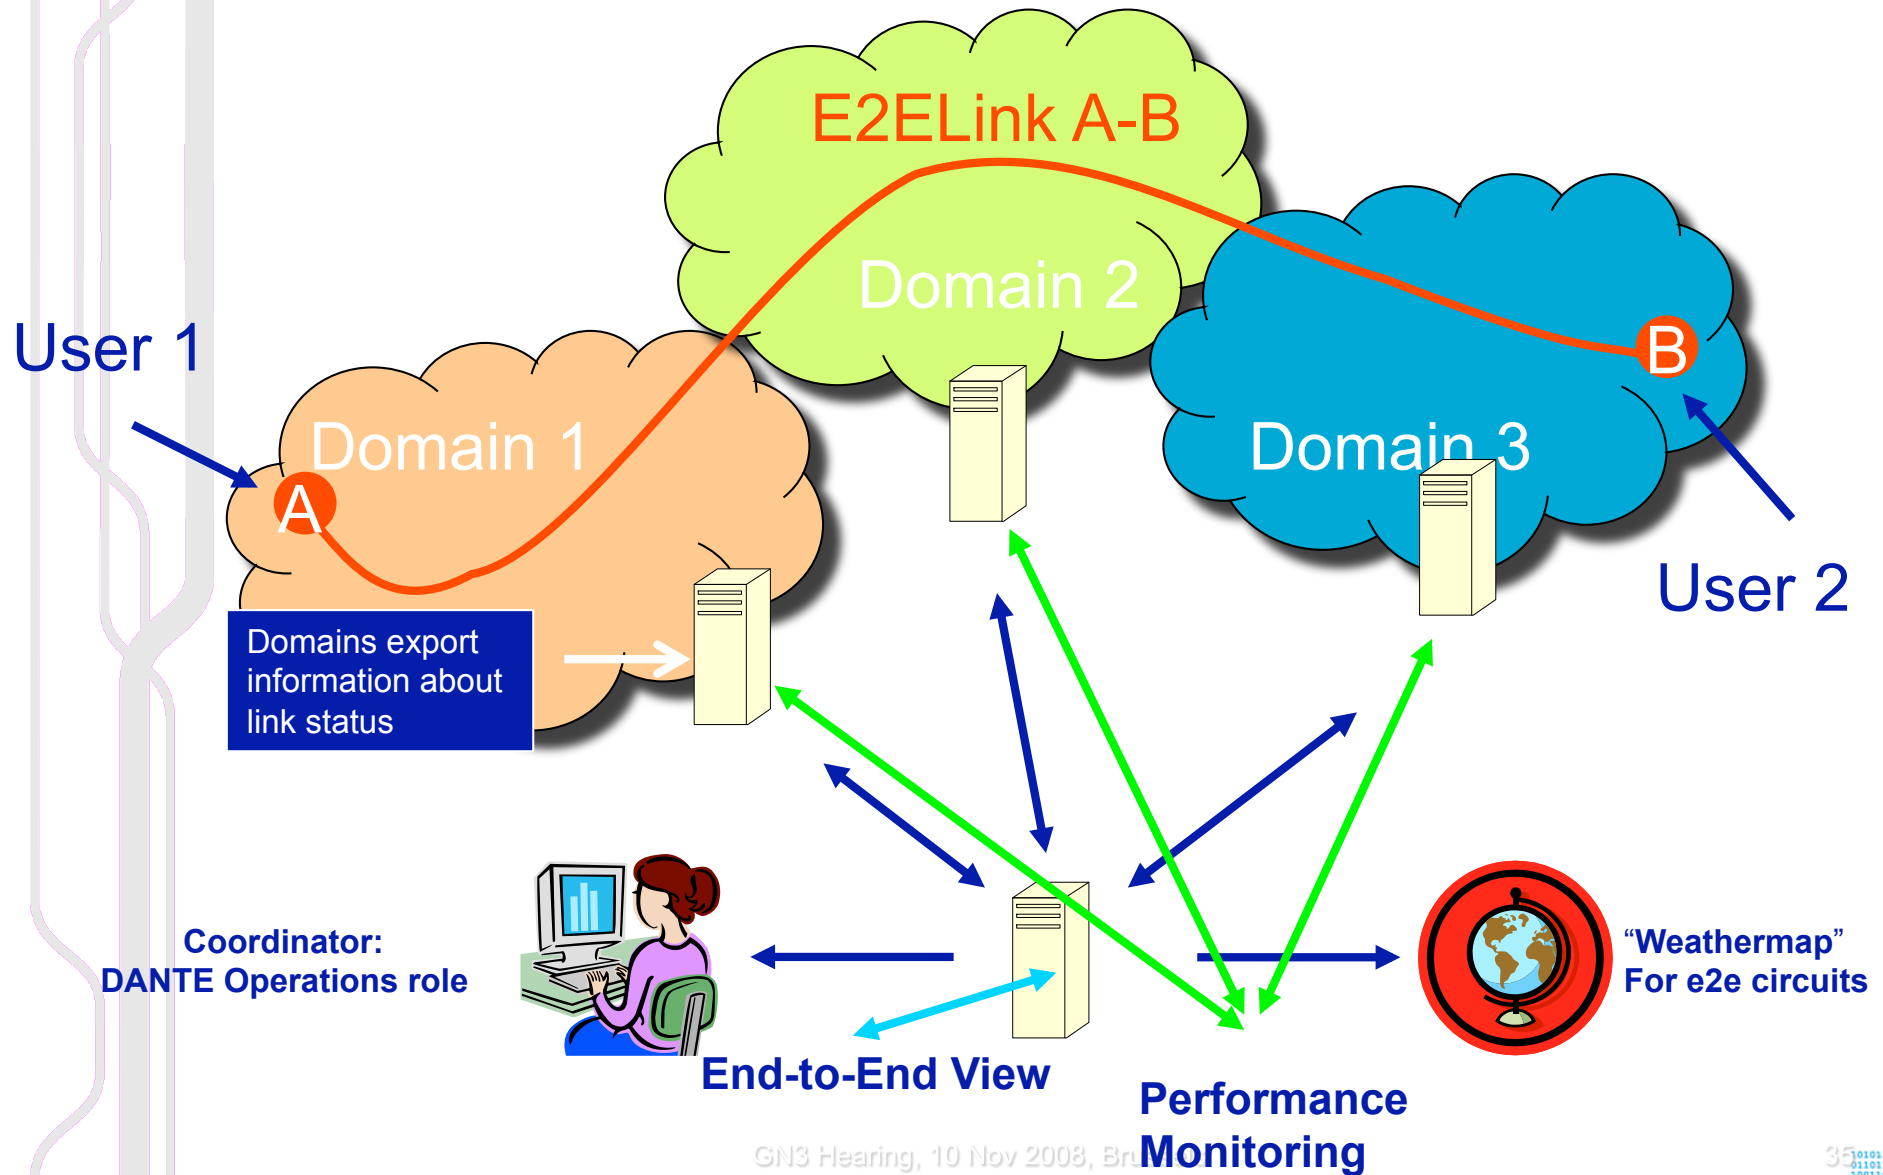 E2ELink A-B
Domain 2
User 1
B
Domain 1
Domain 3
A
User 2
Domains export
information about
link status
Coordinator:
DANTE Operations role
“Weathermap”
For e2e circuits
End-to-End View
Performance
Monitoring
GN3 Hearing, 10 Nov 2008,
35